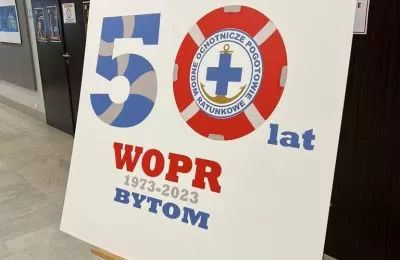 50 lat
WODNE OCHOTNICZE POGOTOWIE RATUNKOWE
WOPR
1973-2023
BYTOM